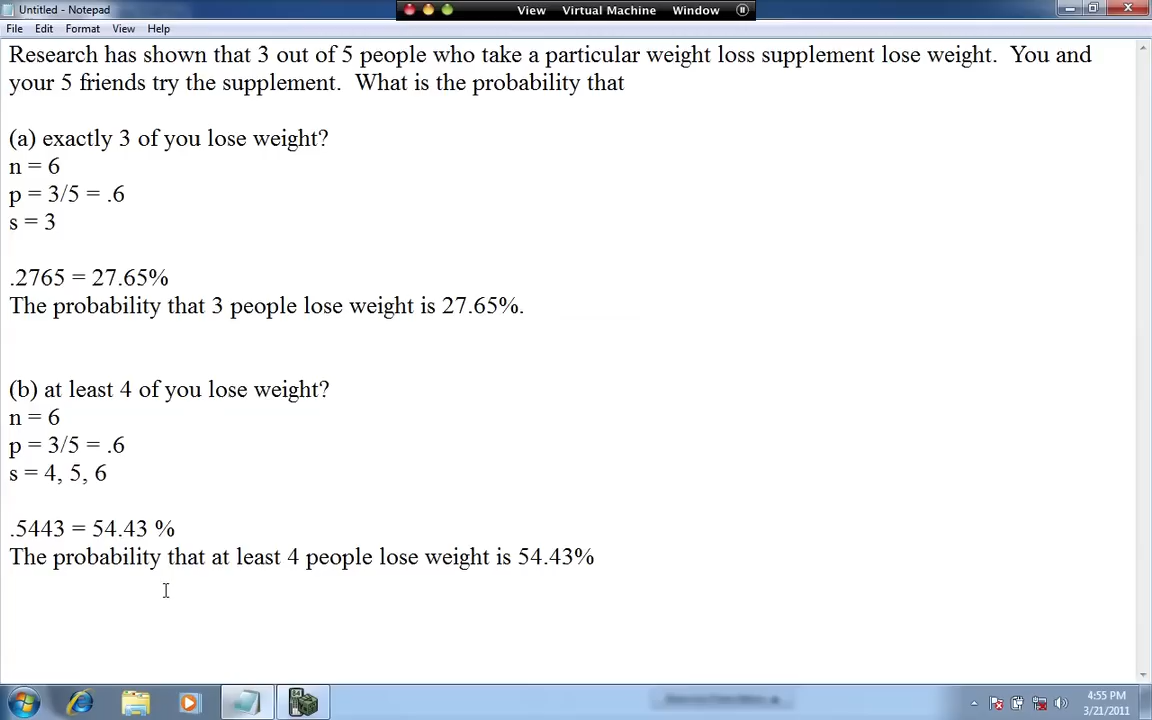 Untitled - Notepad
View Virtual Machine Window
File Edit Format View Help
Research has shown that 3 out of 5 people who take a particular weight loss supplement lose weight. You and
your 5 friends try the supplement. What is the probability that
(a) exactly 3 of you lose weight?
n = 6
p = 3/5 = .6
s = 3
.2765 = 27.65%
The probability that 3 people lose weight is 27.65%.
(b) at least 4 of you lose weight?
n = 6
p = 3/5 = .6
s = 4, 5, 6
.5443 = 54.43 %
The probability that at least 4 people lose weight is 54.43%
4:55 PM
3/21/2011